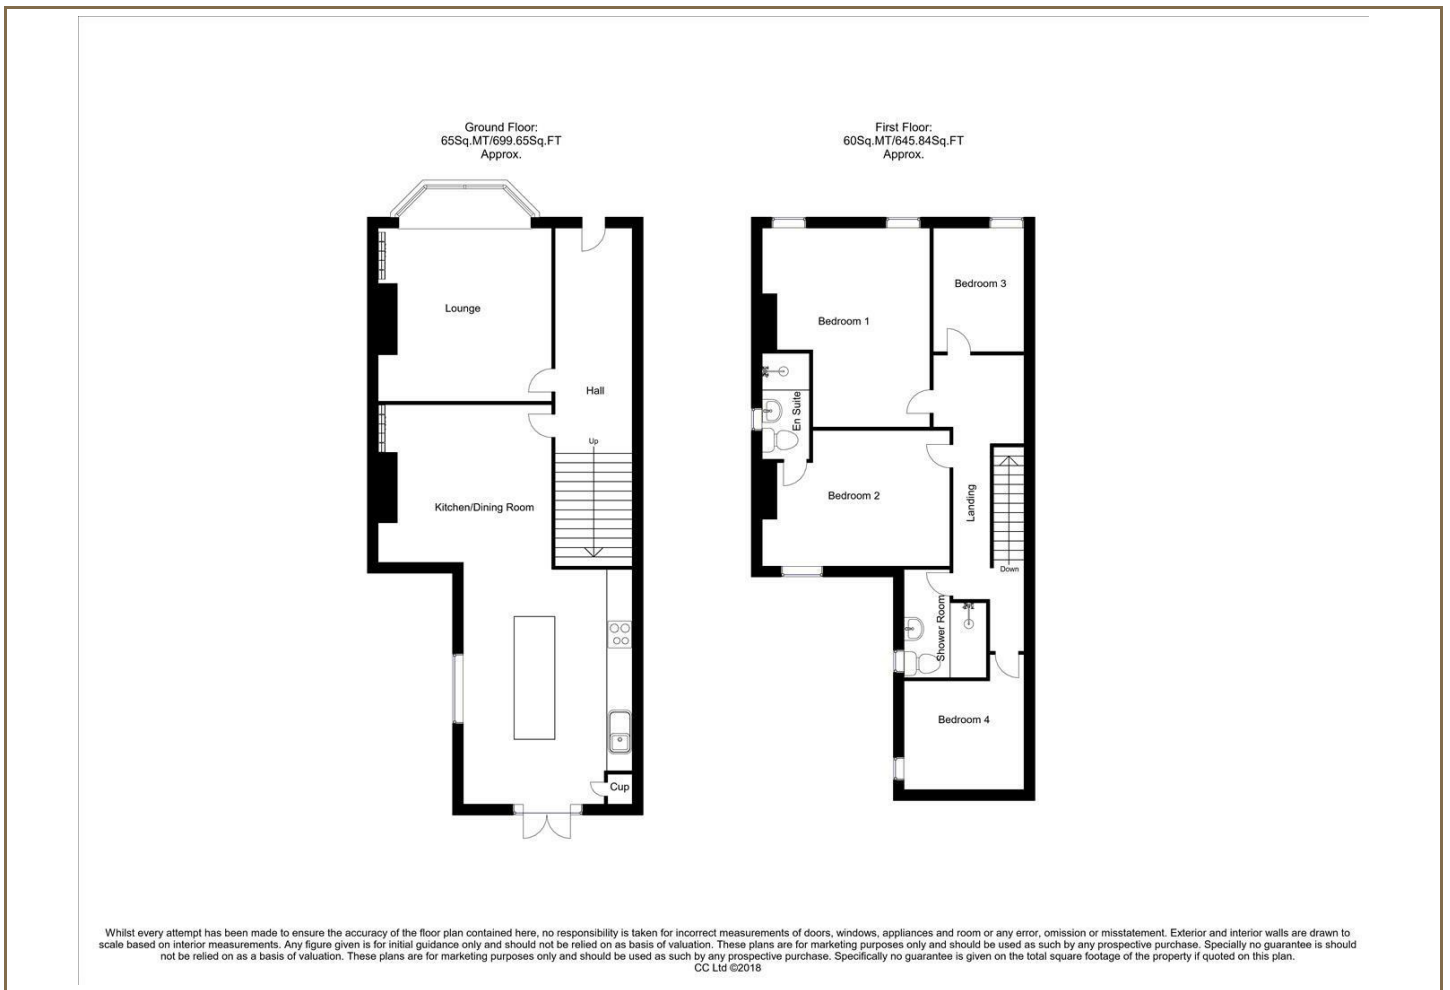 Ground Floor:
65Sq.MT/699.65Sq.FT
Approx.
First Floor:
60Sq.MT/645.84Sq.FT
Approx.
Lounge
Hall
Up
Kitchen/Dining Room
Cup
Bedroom 3
Bedroom 1
En Suite
Bedroom 2
Landing
Down
Shower Room
Bedroom 4
Whilst every attempt has been made to ensure the accuracy of the floor plan contained here, no responsibility is taken for incorrect measurements of doors, windows, appliances and room or any error, omission or misstatement. Exterior and interior walls are drawn to
scale based on interior measurements. Any figure given is for initial guidance only and should not be relied on as basis of valuation. These plans are for marketing purposes only and should be used as such by any prospective purchase. Specially no guarantee is should
not be relied on as a basis of valuation. These plans are for marketing purposes only and should be used as such by any prospective purchase. Specifically no guarantee is given on the total square footage of the property if quoted on this plan.
CC Ltd ©2018